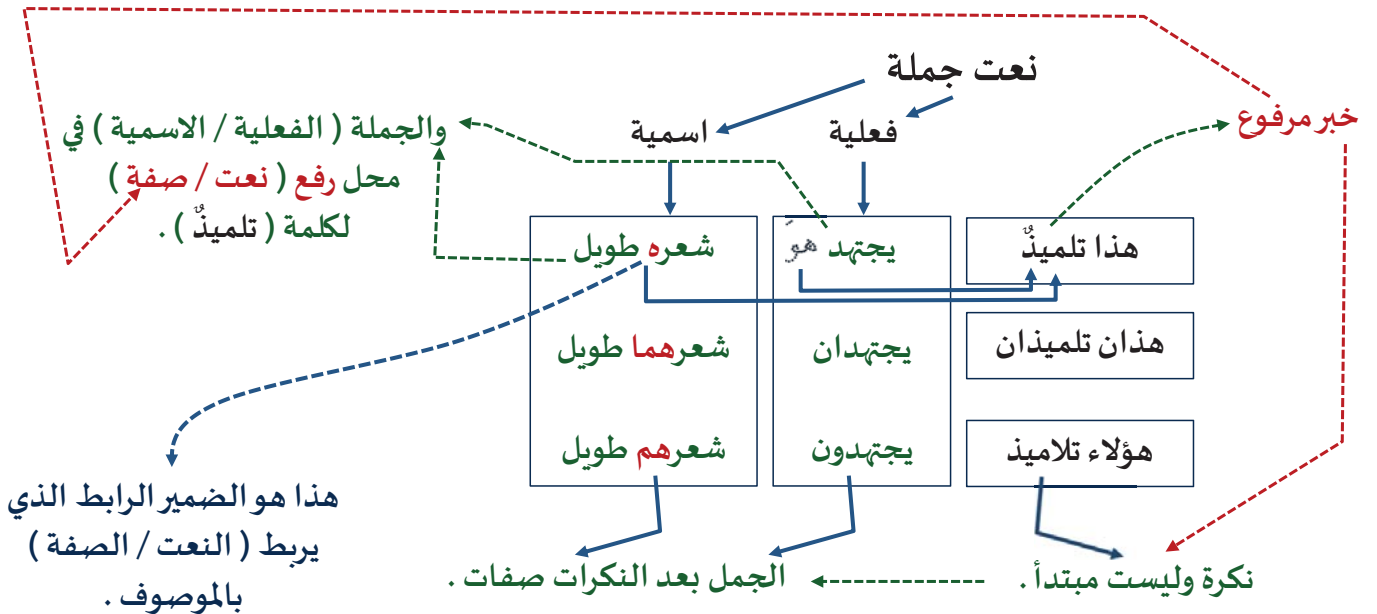 نعت جملة
خبر مرفوع
فعلية
اسمية
والجملة ( الفعلية / الاسمية ) في
محل رفع ( نعت / صفة )
لكلمة ( تلميذٌ ) .
هذا تلميذٌ
يجتهد هو
شعره طويل
هذان تلميذان
يجتهدان
شعرهما طويل
هؤلاء تلاميذ
يجتهدون
شعرهم طويل
هذا هو الضمير الرابط الذي
يربط ( النعت / الصفة )
بالموصوف .
نكرة وليست مبتدأ .
الجمل بعد النكرات صفات .